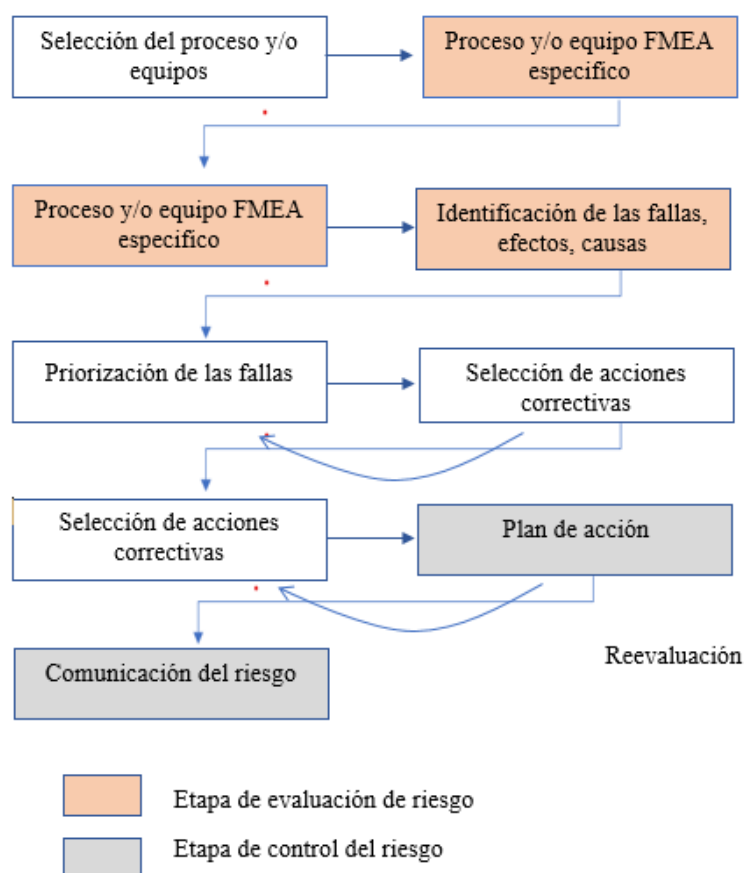 Selección del proceso y/o
equipos
Proceso y/o equipo FMEA
especifico
Proceso y/o equipo FMEA
especifico
Identificación de las fallas,
efectos, causas
Priorización de las fallas
Selección de acciones
correctivas
Selección de acciones
correctivas
Plan de acción
Comunicación del riesgo
Reevaluación
Etapa de evaluación de riesgo
Etapa de control del riesgo